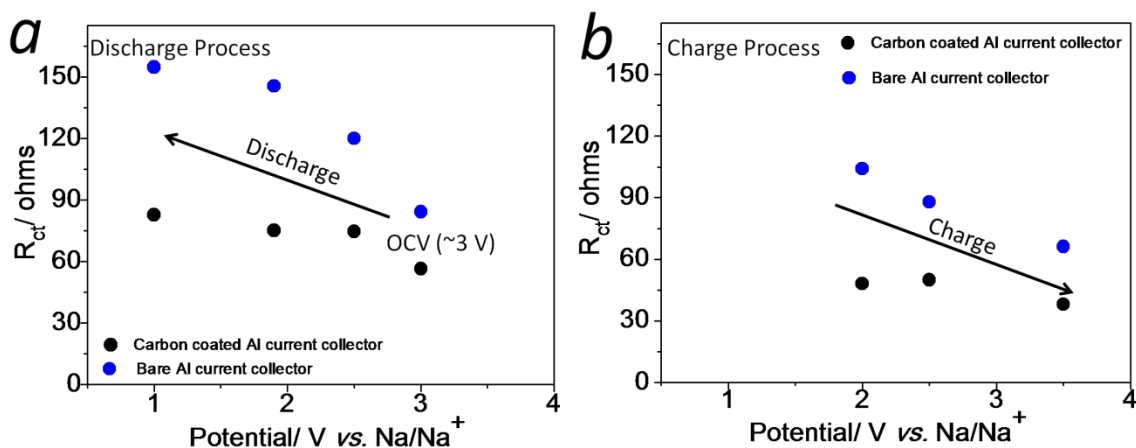 a
Discharge Process
150
120
90
60
30
0
R_ct/ ohms
Discharge
OCV (~3 V)
Carbon coated Al current collector
Bare Al current collector
1 2 3 4
Potential/ V vs. Na/Na⁺
b
Charge Process
Carbon coated Al current collector
Bare Al current collector
150
120
90
60
30
0
R_ct/ ohms
Charge
1 2 3 4
Potential/ V vs. Na/Na⁺